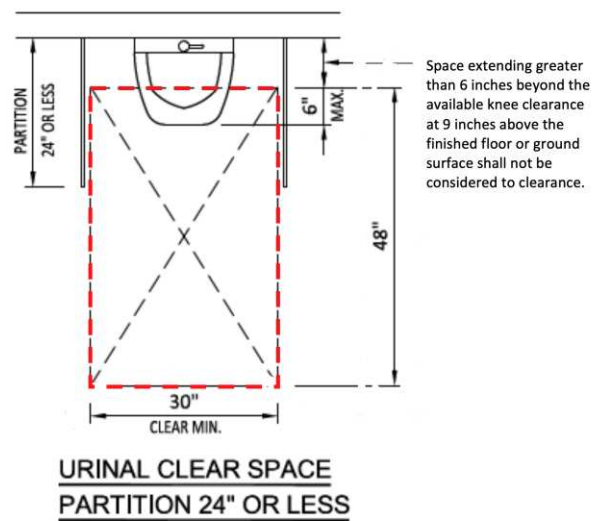 PARTITION
24" OR LESS
6"
MAX.
Space extending greater
than 6 inches beyond the
available knee clearance
at 9 inches above the
finished floor or ground
surface shall not be
considered to clearance.
48"
30"
CLEAR MIN.
URINAL CLEAR SPACE
PARTITION 24" OR LESS